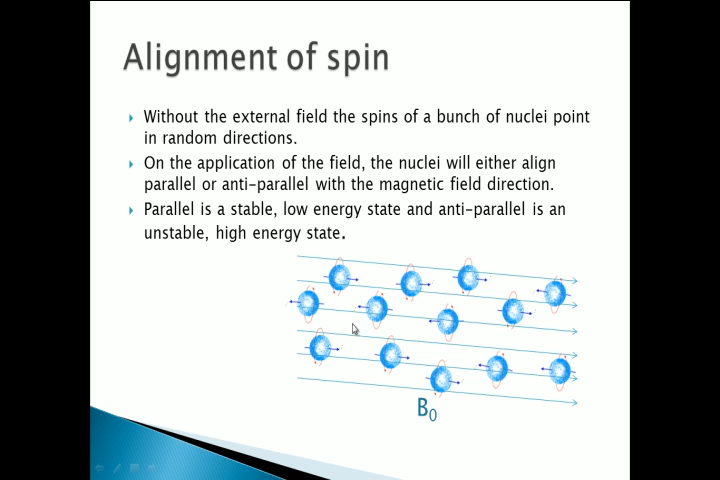 Alignment of spin
Without the external field the spins of a bunch of nuclei point
in random directions.
On the application of the field, the nuclei will either align
parallel or anti-parallel with the magnetic field direction.
Parallel is a stable, low energy state and anti-parallel is an
unstable, high energy state.
B₀